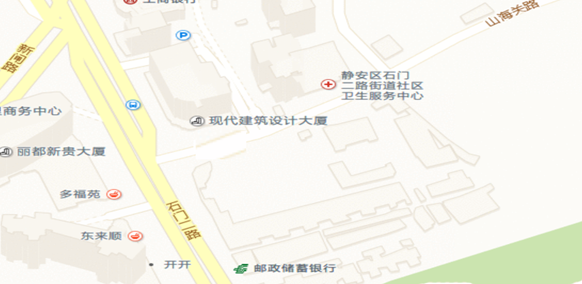 工商银行
山海关路
新闸路
P
静安区石门
二路街道社区
卫生服务中心
商务中心
现代建筑设计大厦
丽都新贵大厦
多福苑
石门二路
东来顺
开开
邮政储蓄银行